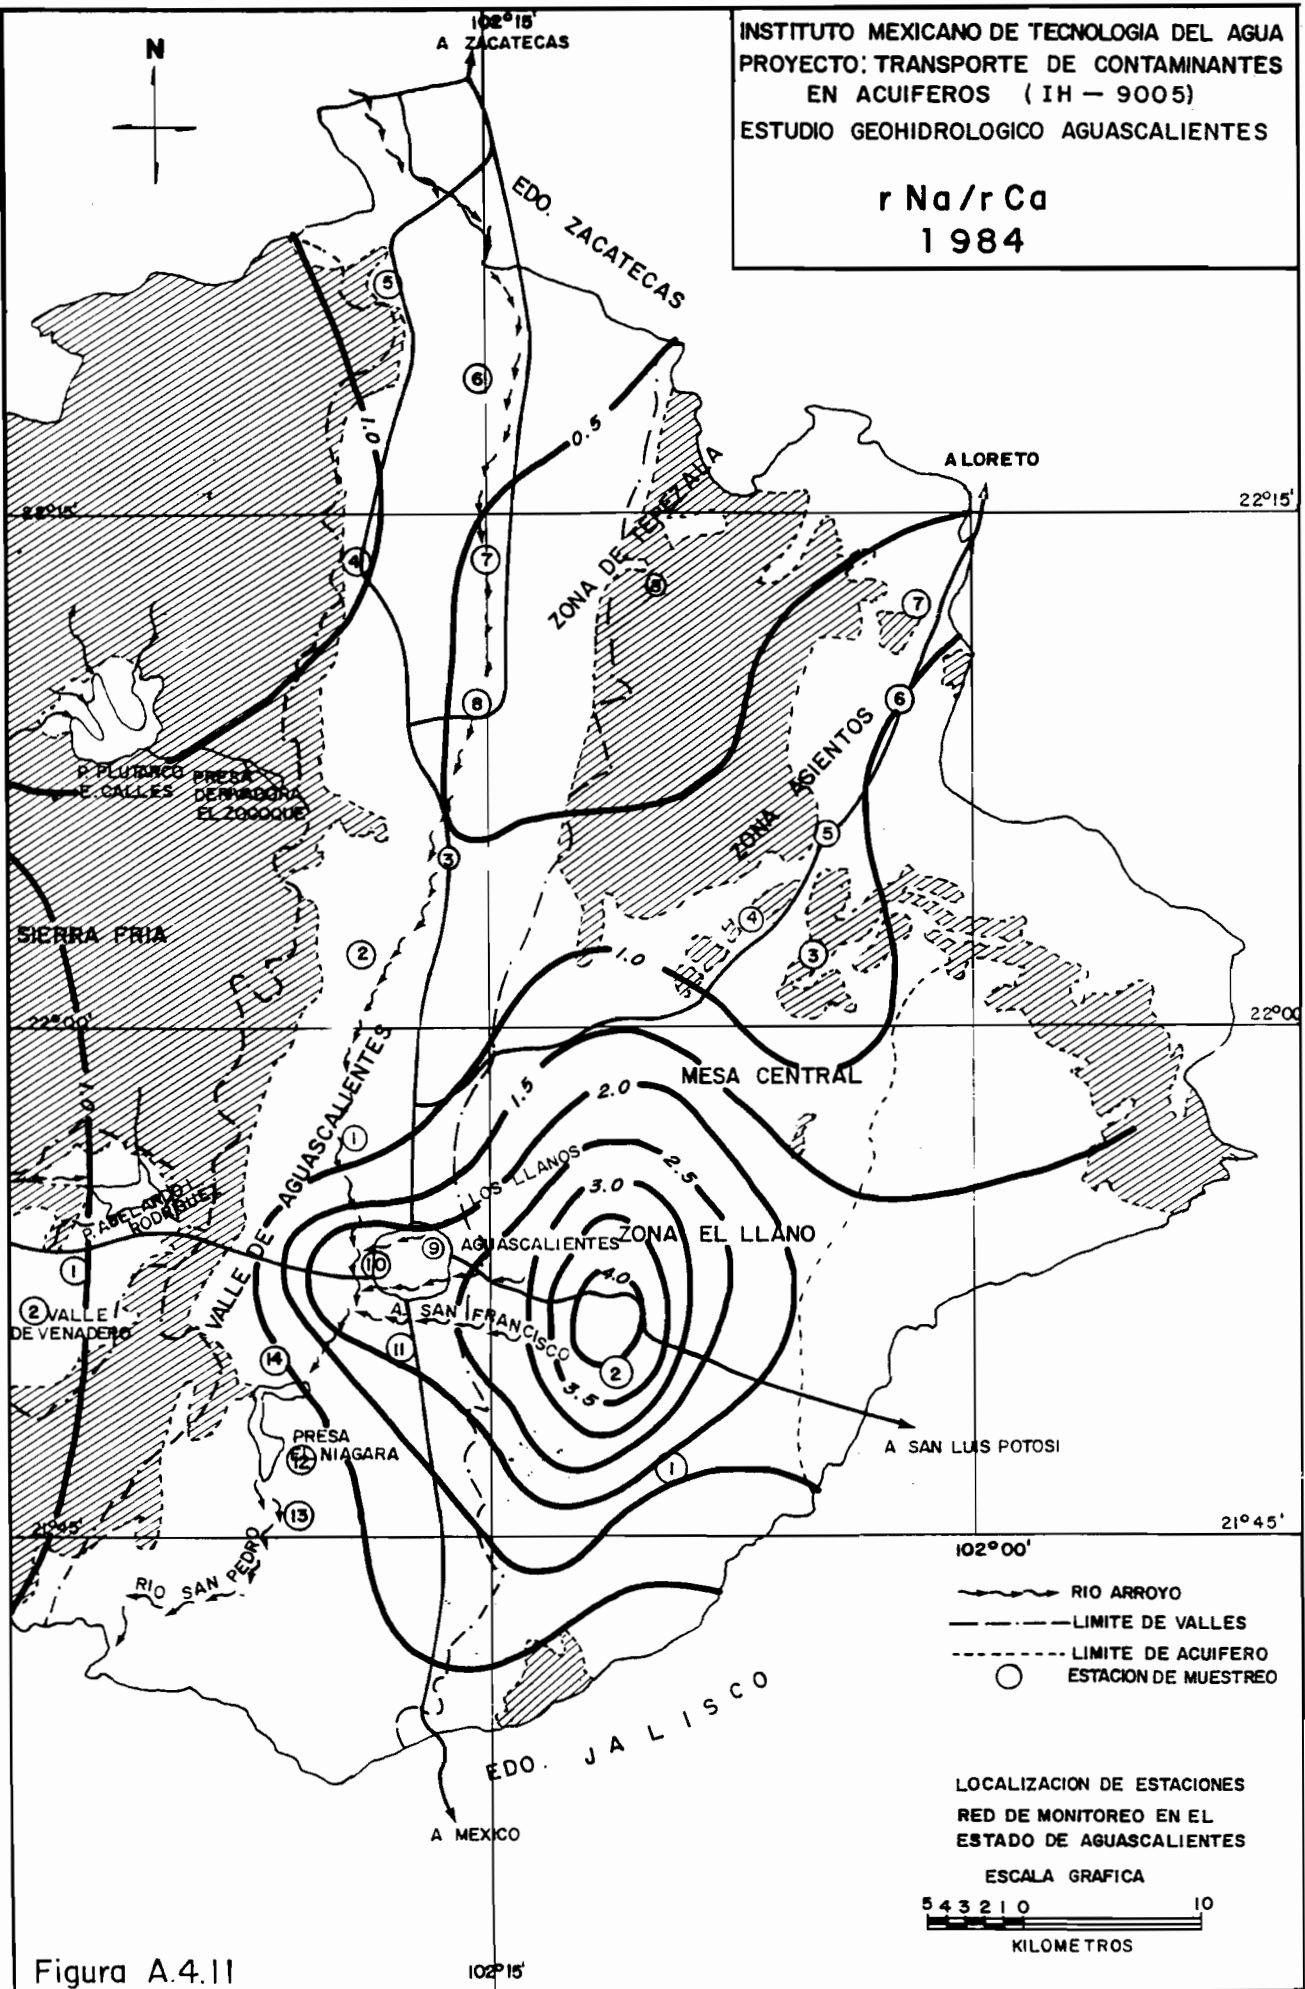 102°15'
A ZACATECAS
N
INSTITUTO MEXICANO DE TECNOLOGIA DEL AGUA
PROYECTO: TRANSPORTE DE CONTAMINANTES
EN ACUIFEROS ( IH — 9005)
ESTUDIO GEOHIDROLOGICO AGUASCALIENTES
r Na/r Ca
1984
EDO. ZACATECAS
5
6
1.0
0.5
A LORETO
22°15'
22°15'
ZONA DE TEPEZALA
4
7
8
7
8
6
P. PLUTARCO
E. CALLES
PRESA
DERIVADORA
EL ZOCOQUE
ZONA ASIENTOS
5
3
4
3
2
SIERRA FRIA
1.0
22°00'
22°00'
MESA CENTRAL
1.5
2.0
0.1
1
VALLE DE AGUASCALIENTES
LOS LLANOS
2.5
3.0
P. ABELARDO L.
RODRIGUEZ
ZONA EL LLANO
9
AGUASCALIENTES
10
1
4.0
2
VALLE
DE VENADERO
A. SAN FRANCISCO
11
14
2
3.5
PRESA
EL NIAGARA
12
1
A SAN LUIS POTOSI
13
21°45'
21°45'
102°00'
RIO SAN PEDRO
RIO ARROYO
LIMITE DE VALLES
LIMITE DE ACUIFERO
ESTACION DE MUESTREO
EDO. JALISCO
A MEXICO
LOCALIZACION DE ESTACIONES
RED DE MONITOREO EN EL
ESTADO DE AGUASCALIENTES
ESCALA GRAFICA
5 4 3 2 1 0 10
KILOMETROS
Figura A.4.11
102°15'